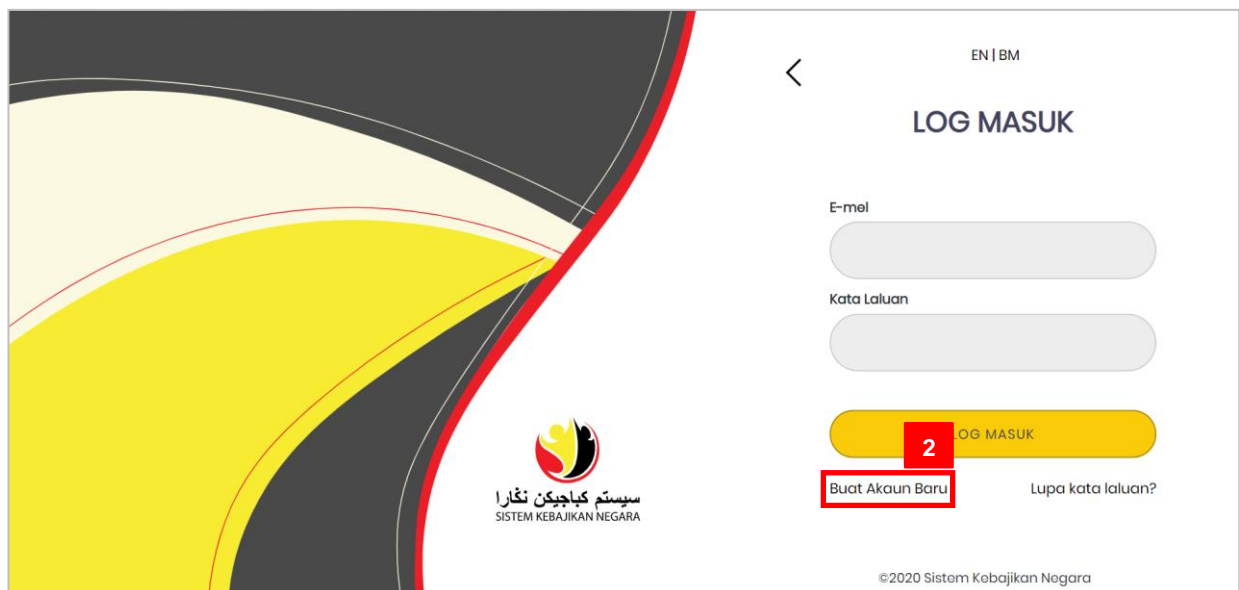 EN | BM
LOG MASUK
E-mel
Kata Laluan
LOG MASUK
2
Buat Akaun Baru
Lupa kata laluan?
سيستم کباجيکن نݢارا
SISTEM KEBAJIKAN NEGARA
©2020 Sistem Kebajikan Negara